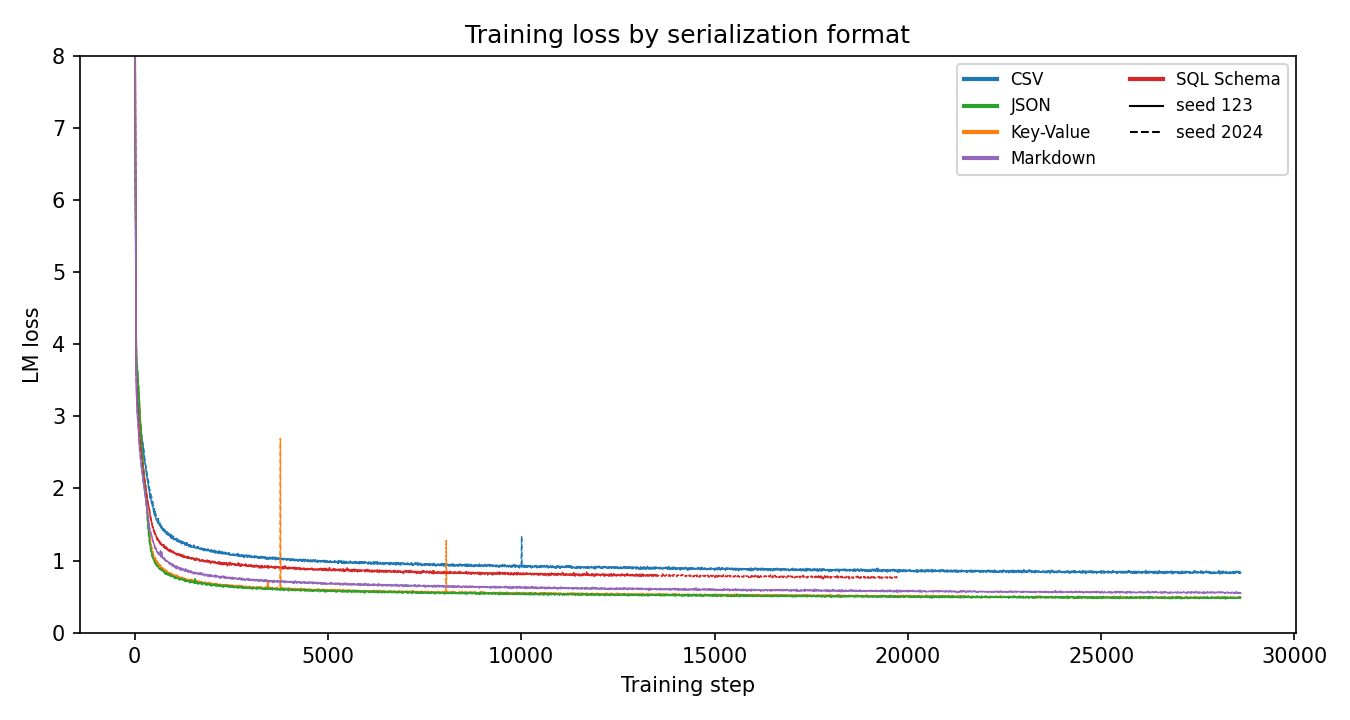 Training loss by serialization format
LM loss
8
7
6
5
4
3
2
1
0
CSV
JSON
Key-Value
Markdown
SQL Schema
seed 123
seed 2024
0
5000
10000
15000
20000
25000
30000
Training step